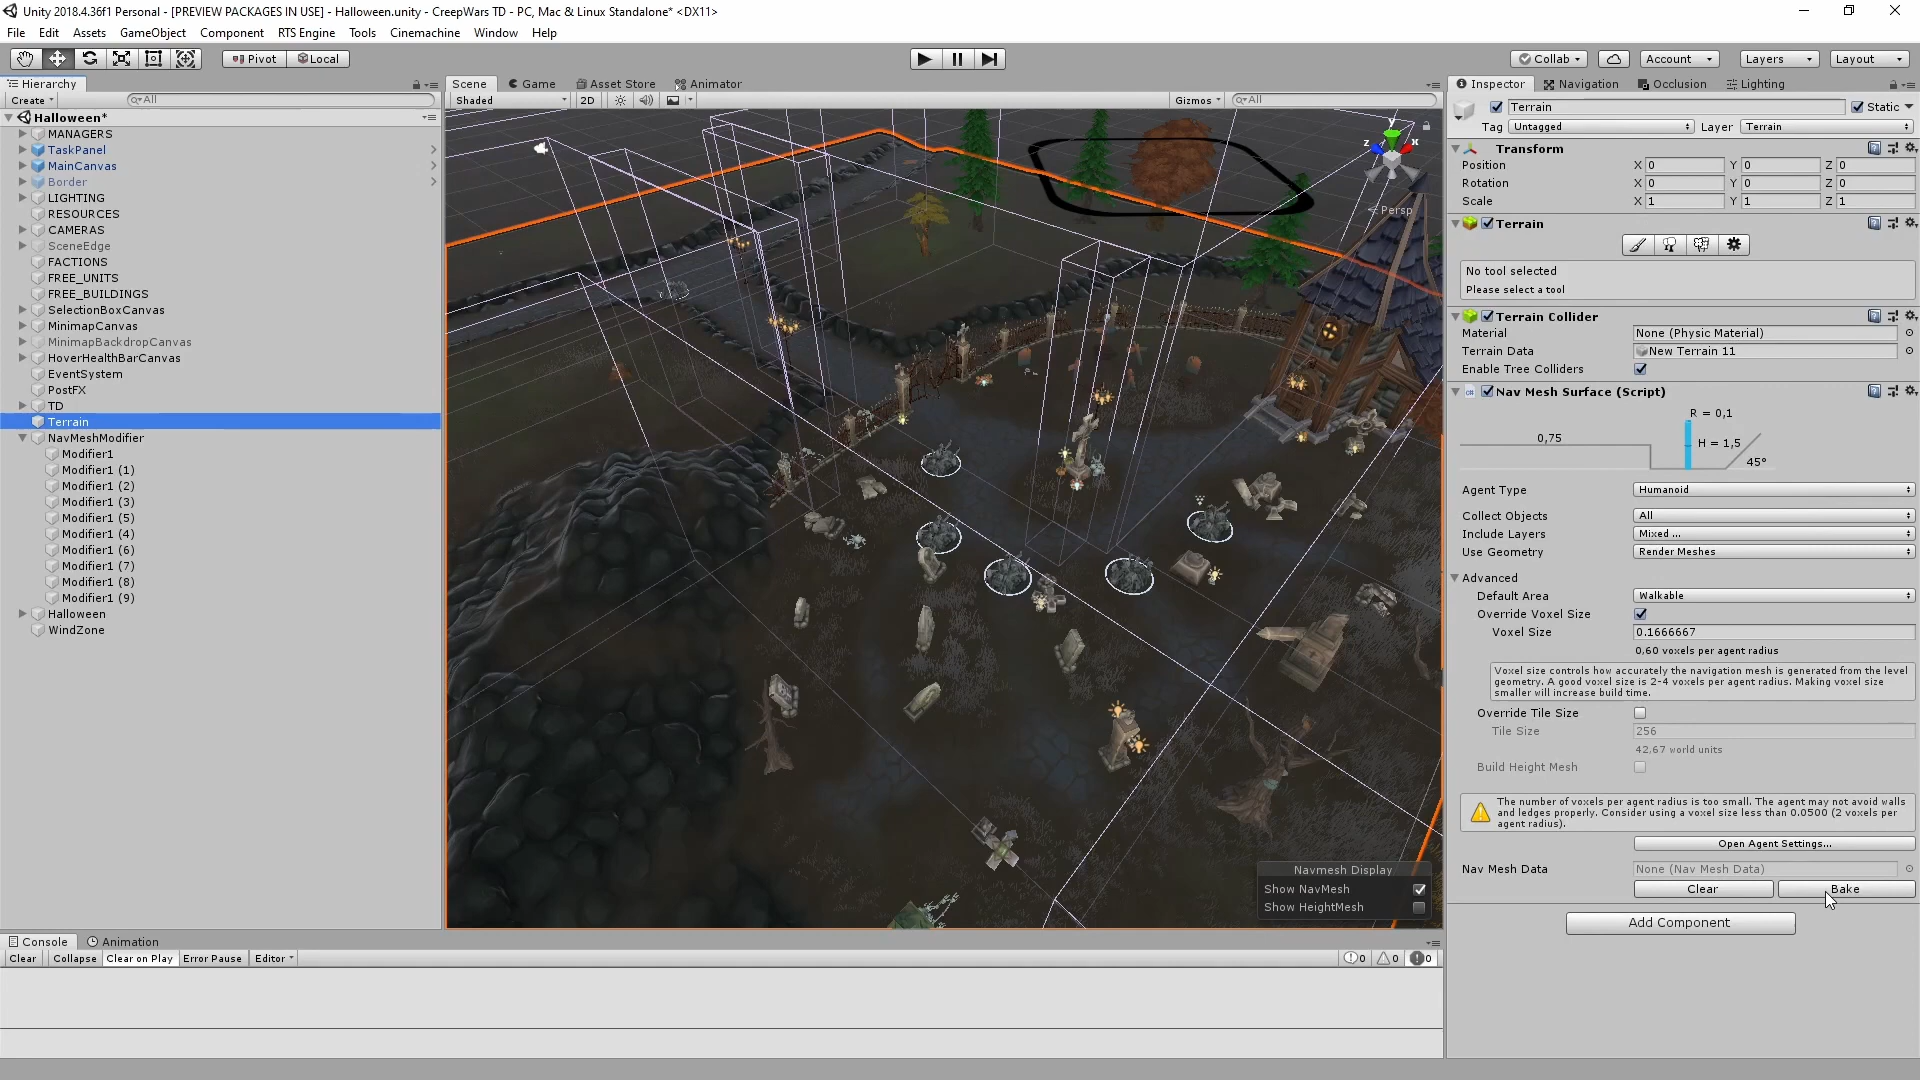 Unity 2018.4.36f1 Personal - [PREVIEW PACKAGES IN USE] - Halloween.unity - CreepWars TD - PC, Mac & Linux Standalone* <DX11>
File Edit Assets GameObject Component RTS Engine Tools Cinemachine Window Help
Pivot Local Collab Account Layers Layout
Hierarchy
Create All
Halloween*
MANAGERS
TaskPanel
MainCanvas
Border
LIGHTING
RESOURCES
CAMERAS
SceneEdge
FACTIONS
FREE_UNITS
FREE_BUILDINGS
SelectionBoxCanvas
MinimapCanvas
MinimapBackdropCanvas
HoverHealthBarCanvas
EventSystem
PostFX
TD
Terrain
NavMeshModifier
Modifier1
Modifier1 (1)
Modifier1 (2)
Modifier1 (3)
Modifier1 (5)
Modifier1 (4)
Modifier1 (6)
Modifier1 (7)
Modifier1 (8)
Modifier1 (9)
Halloween
WindZone
Scene Game Asset Store Animator
Shaded 2D Gizmos All
y
z x
Persp
Navmesh Display
Show NavMesh
Show HeightMesh
Inspector Navigation Occlusion Lighting
Terrain Static
Tag Untagged Layer Terrain
Transform
Position X 0 Y 0 Z 0
Rotation X 0 Y 0 Z 0
Scale X 1 Y 1 Z 1
Terrain
No tool selected
Please select a tool
Terrain Collider
Material None (Physic Material)
Terrain Data New Terrain 11
Enable Tree Colliders
Nav Mesh Surface (Script)
R = 0,1
0,75
H = 1,5
45°
Agent Type Humanoid
Collect Objects All
Include Layers Mixed ...
Use Geometry Render Meshes
Advanced
Default Area Walkable
Override Voxel Size
Voxel Size 0.1666667
0,60 voxels per agent radius
Voxel size controls how accurately the navigation mesh is generated from the level
geometry. A good voxel size is 2-4 voxels per agent radius. Making voxel size
smaller will increase build time.
Override Tile Size
Tile Size 256
42,67 world units
Build Height Mesh
The number of voxels per agent radius is too small. The agent may not avoid walls
and ledges properly. Consider using a voxel size less than 0.0500 (2 voxels per
agent radius).
Open Agent Settings...
Nav Mesh Data None (Nav Mesh Data)
Clear Bake
Add Component
Console Animation
Clear Collapse Clear on Play Error Pause Editor 0 0 0